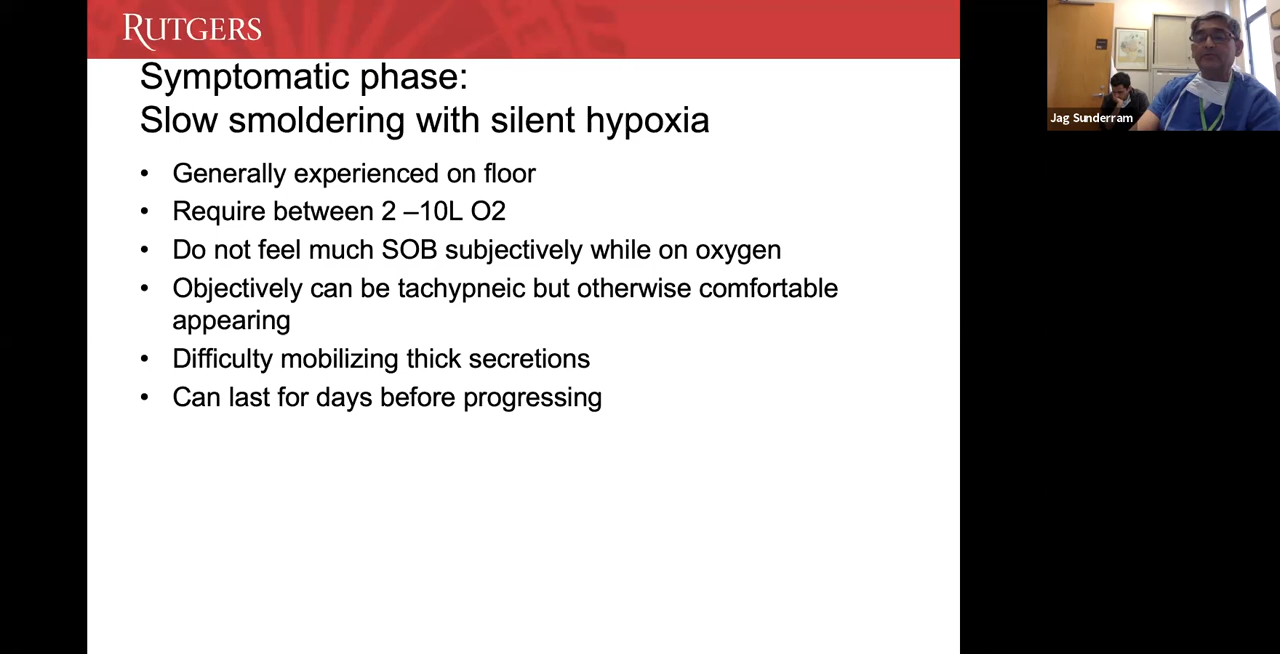 RUTGERS
Symptomatic phase:
Slow smoldering with silent hypoxia
• Generally experienced on floor
• Require between 2 –10L O2
• Do not feel much SOB subjectively while on oxygen
• Objectively can be tachypneic but otherwise comfortable
appearing
• Difficulty mobilizing thick secretions
• Can last for days before progressing
Jag Sunderram